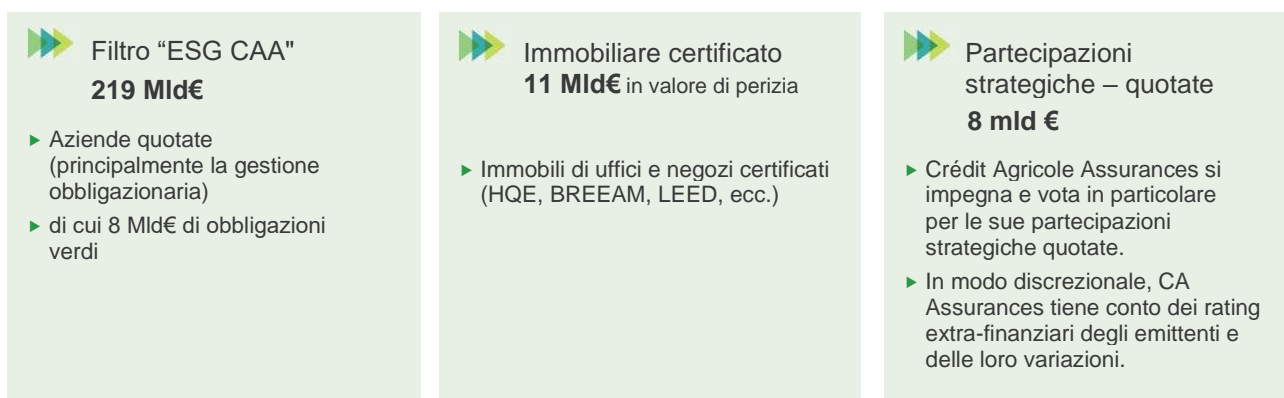 Filtro “ESG CAA"
219 Mld€
▶ Aziende quotate
(principalmente la gestione
obbligazionaria)
▶ di cui 8 Mld€ di obbligazioni
verdi
Immobiliare certificato
11 Mld€ in valore di perizia
▶ Immobili di uffici e negozi certificati
(HQE, BREEAM, LEED, ecc.)
Partecipazioni
strategiche – quotate
8 mld €
▶ Crédit Agricole Assurances si
impegna e vota in particolare
per le sue partecipazioni
strategiche quotate.
▶ In modo discrezionale, CA
Assurances tiene conto dei rating
extra-finanziari degli emittenti e
delle loro variazioni.